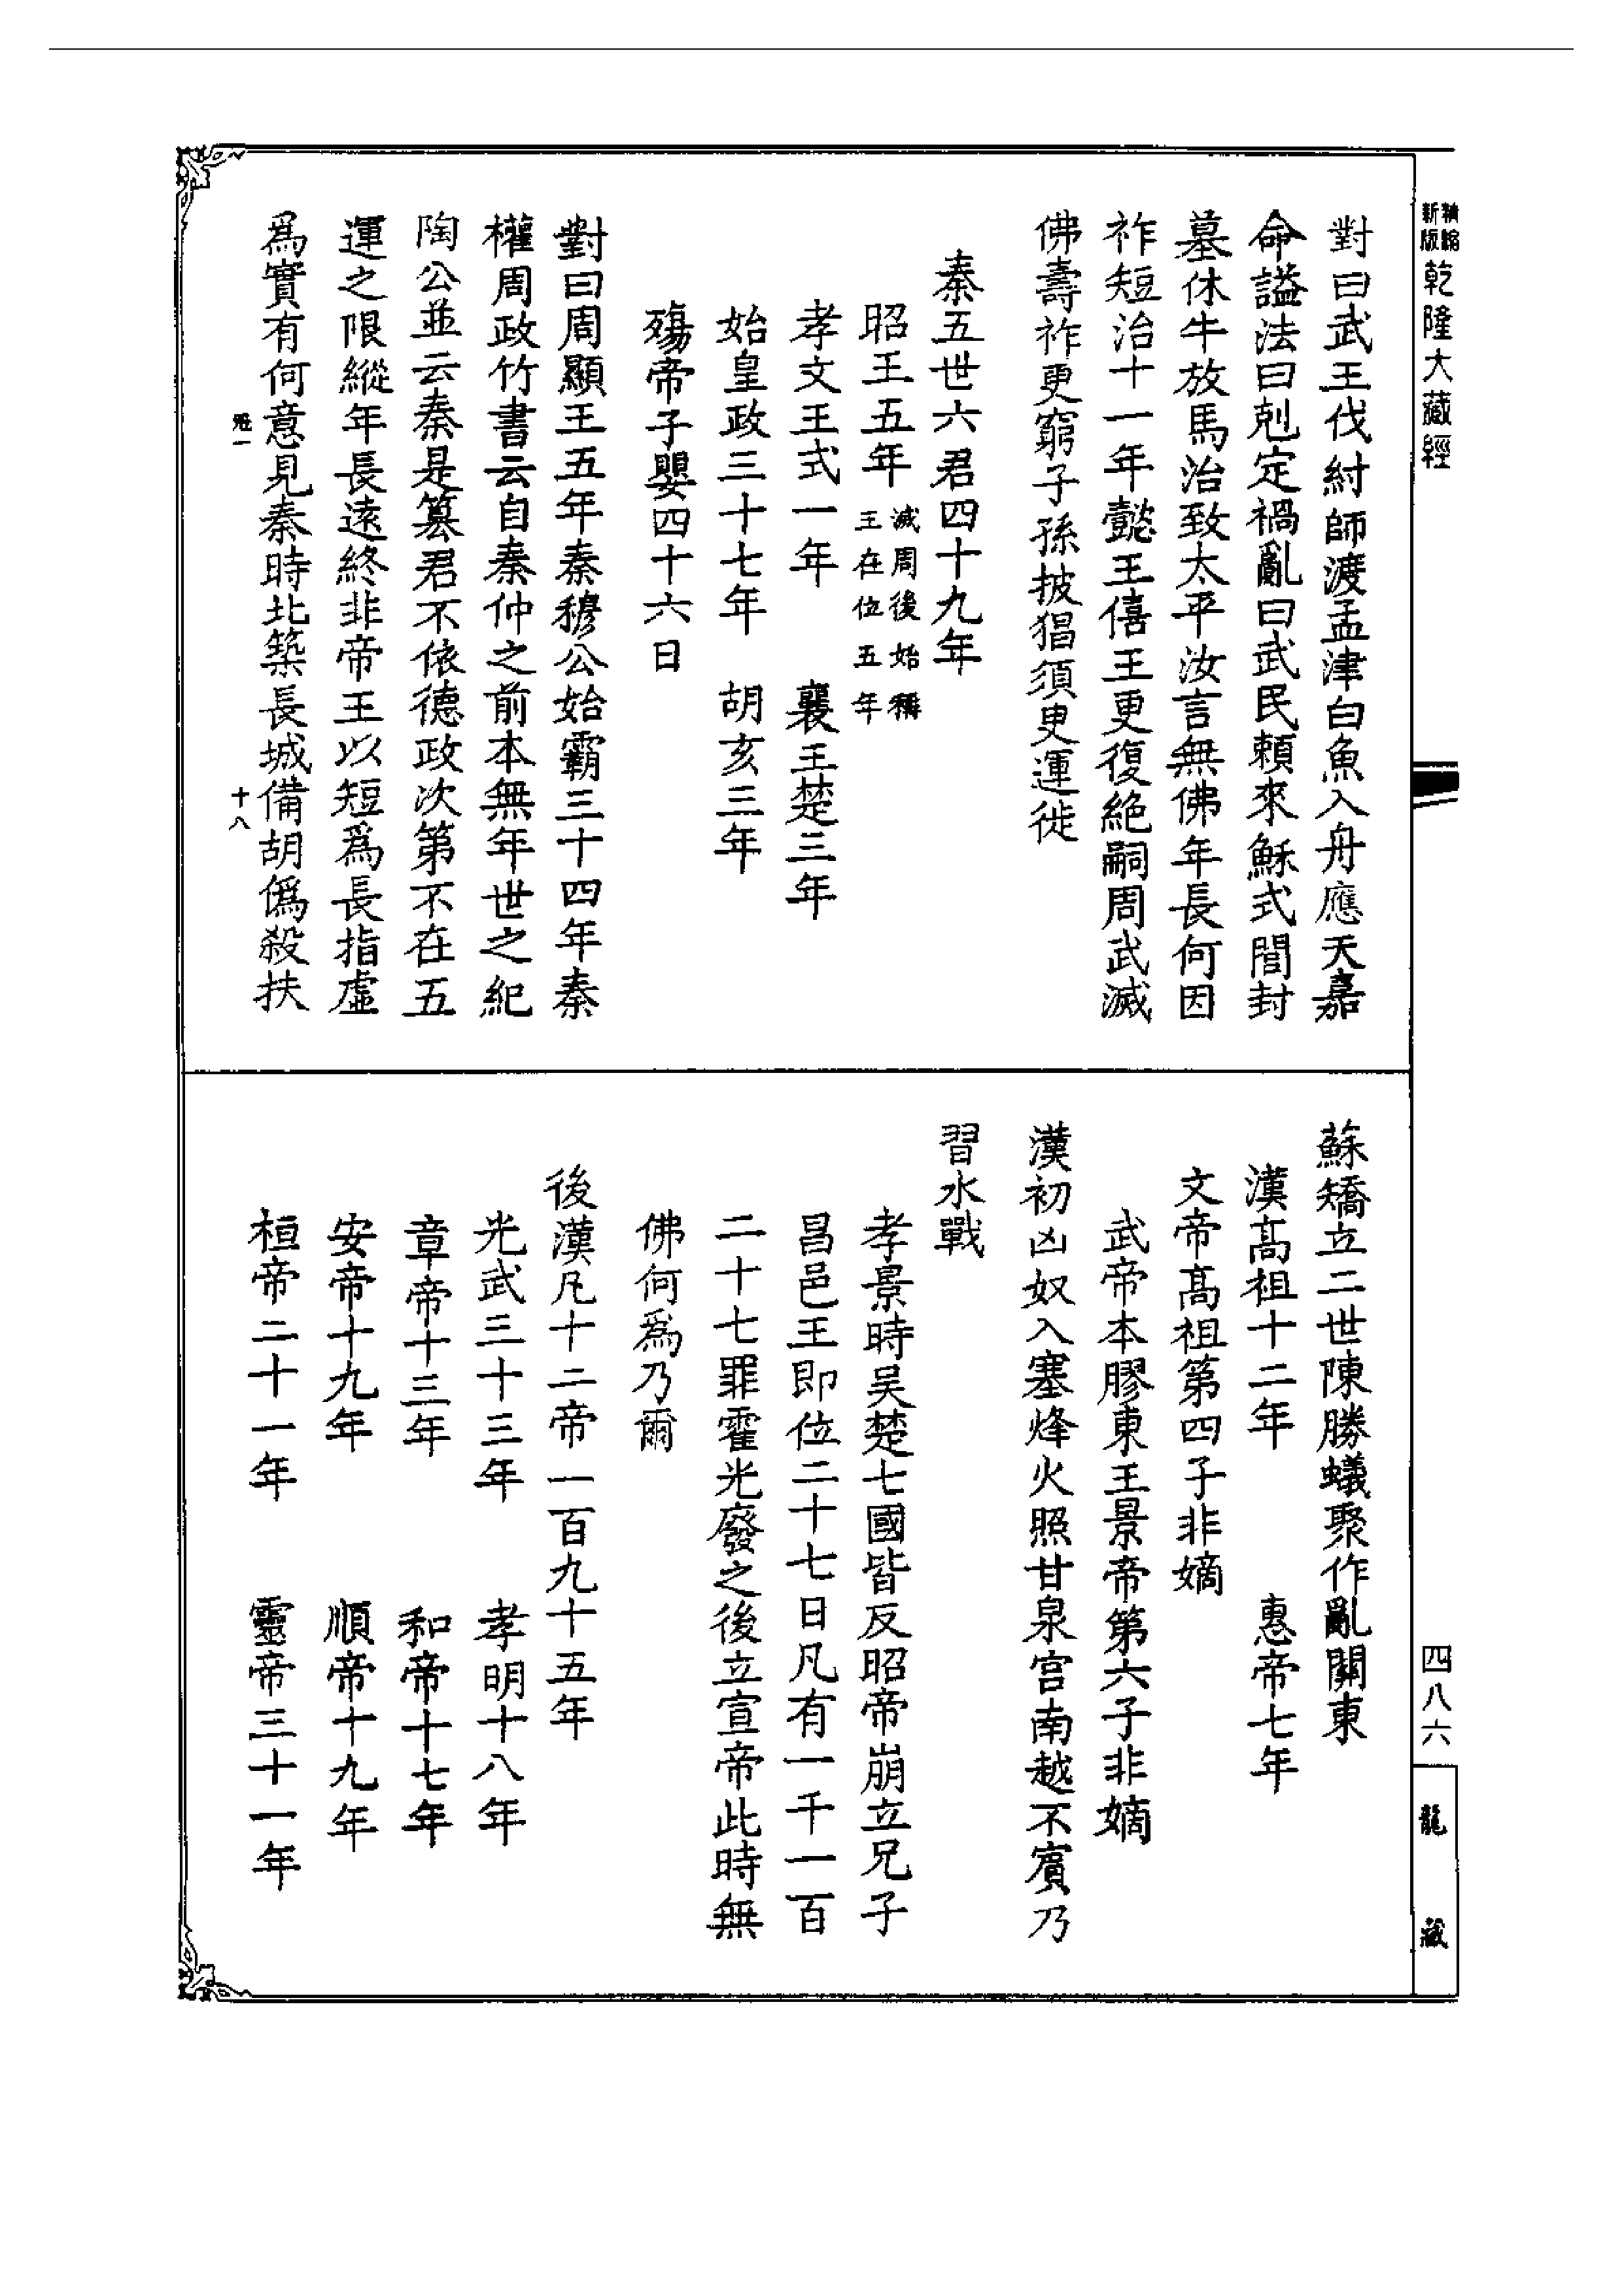 新版
精縮
乾隆大藏經
對曰武王伐紂師渡孟津白魚入舟應天嘉
命謚法曰剋定禍亂曰武民賴來穌式閭封
墓休牛放馬治致太平汝言無佛年長何因
祚短治十一年懿王僖王更復絕嗣周武滅
佛壽祚更窮子孫披猖須臾運徙
秦五世六君四十九年
昭王五年 滅周後始稱
王在位五年
孝文王式一年 襄王楚三年
始皇政三十七年 胡亥三年
殤帝子嬰四十六日
對曰周顯王五年秦穆公始霸三十四年秦
權周政竹書云自秦仲之前本無年世之紀
陶公並云秦是篡君不依德政次第不在五
運之限縱年長遠終非帝王以短爲長指虛
爲實有何意見秦時北築長城備胡僞殺扶
十八
蘇矯立二世陳勝蟻聚作亂關東
漢高祖十二年 惠帝七年
文帝高祖第四子非嫡
武帝本膠東王景帝第六子非嫡
漢初凶奴入塞烽火照甘泉宮南越不賓乃
習水戰
孝景時吳楚七國皆反昭帝崩立兄子
昌邑王即位二十七日凡有一千一百
二十七罪霍光廢之後立宣帝此時無
佛何爲乃爾
後漢凡十二帝一百九十五年
光武三十三年 孝明十八年
章帝十三年 和帝十七年
安帝十九年 順帝十九年
桓帝二十一年 靈帝三十一年
四八六
龍藏